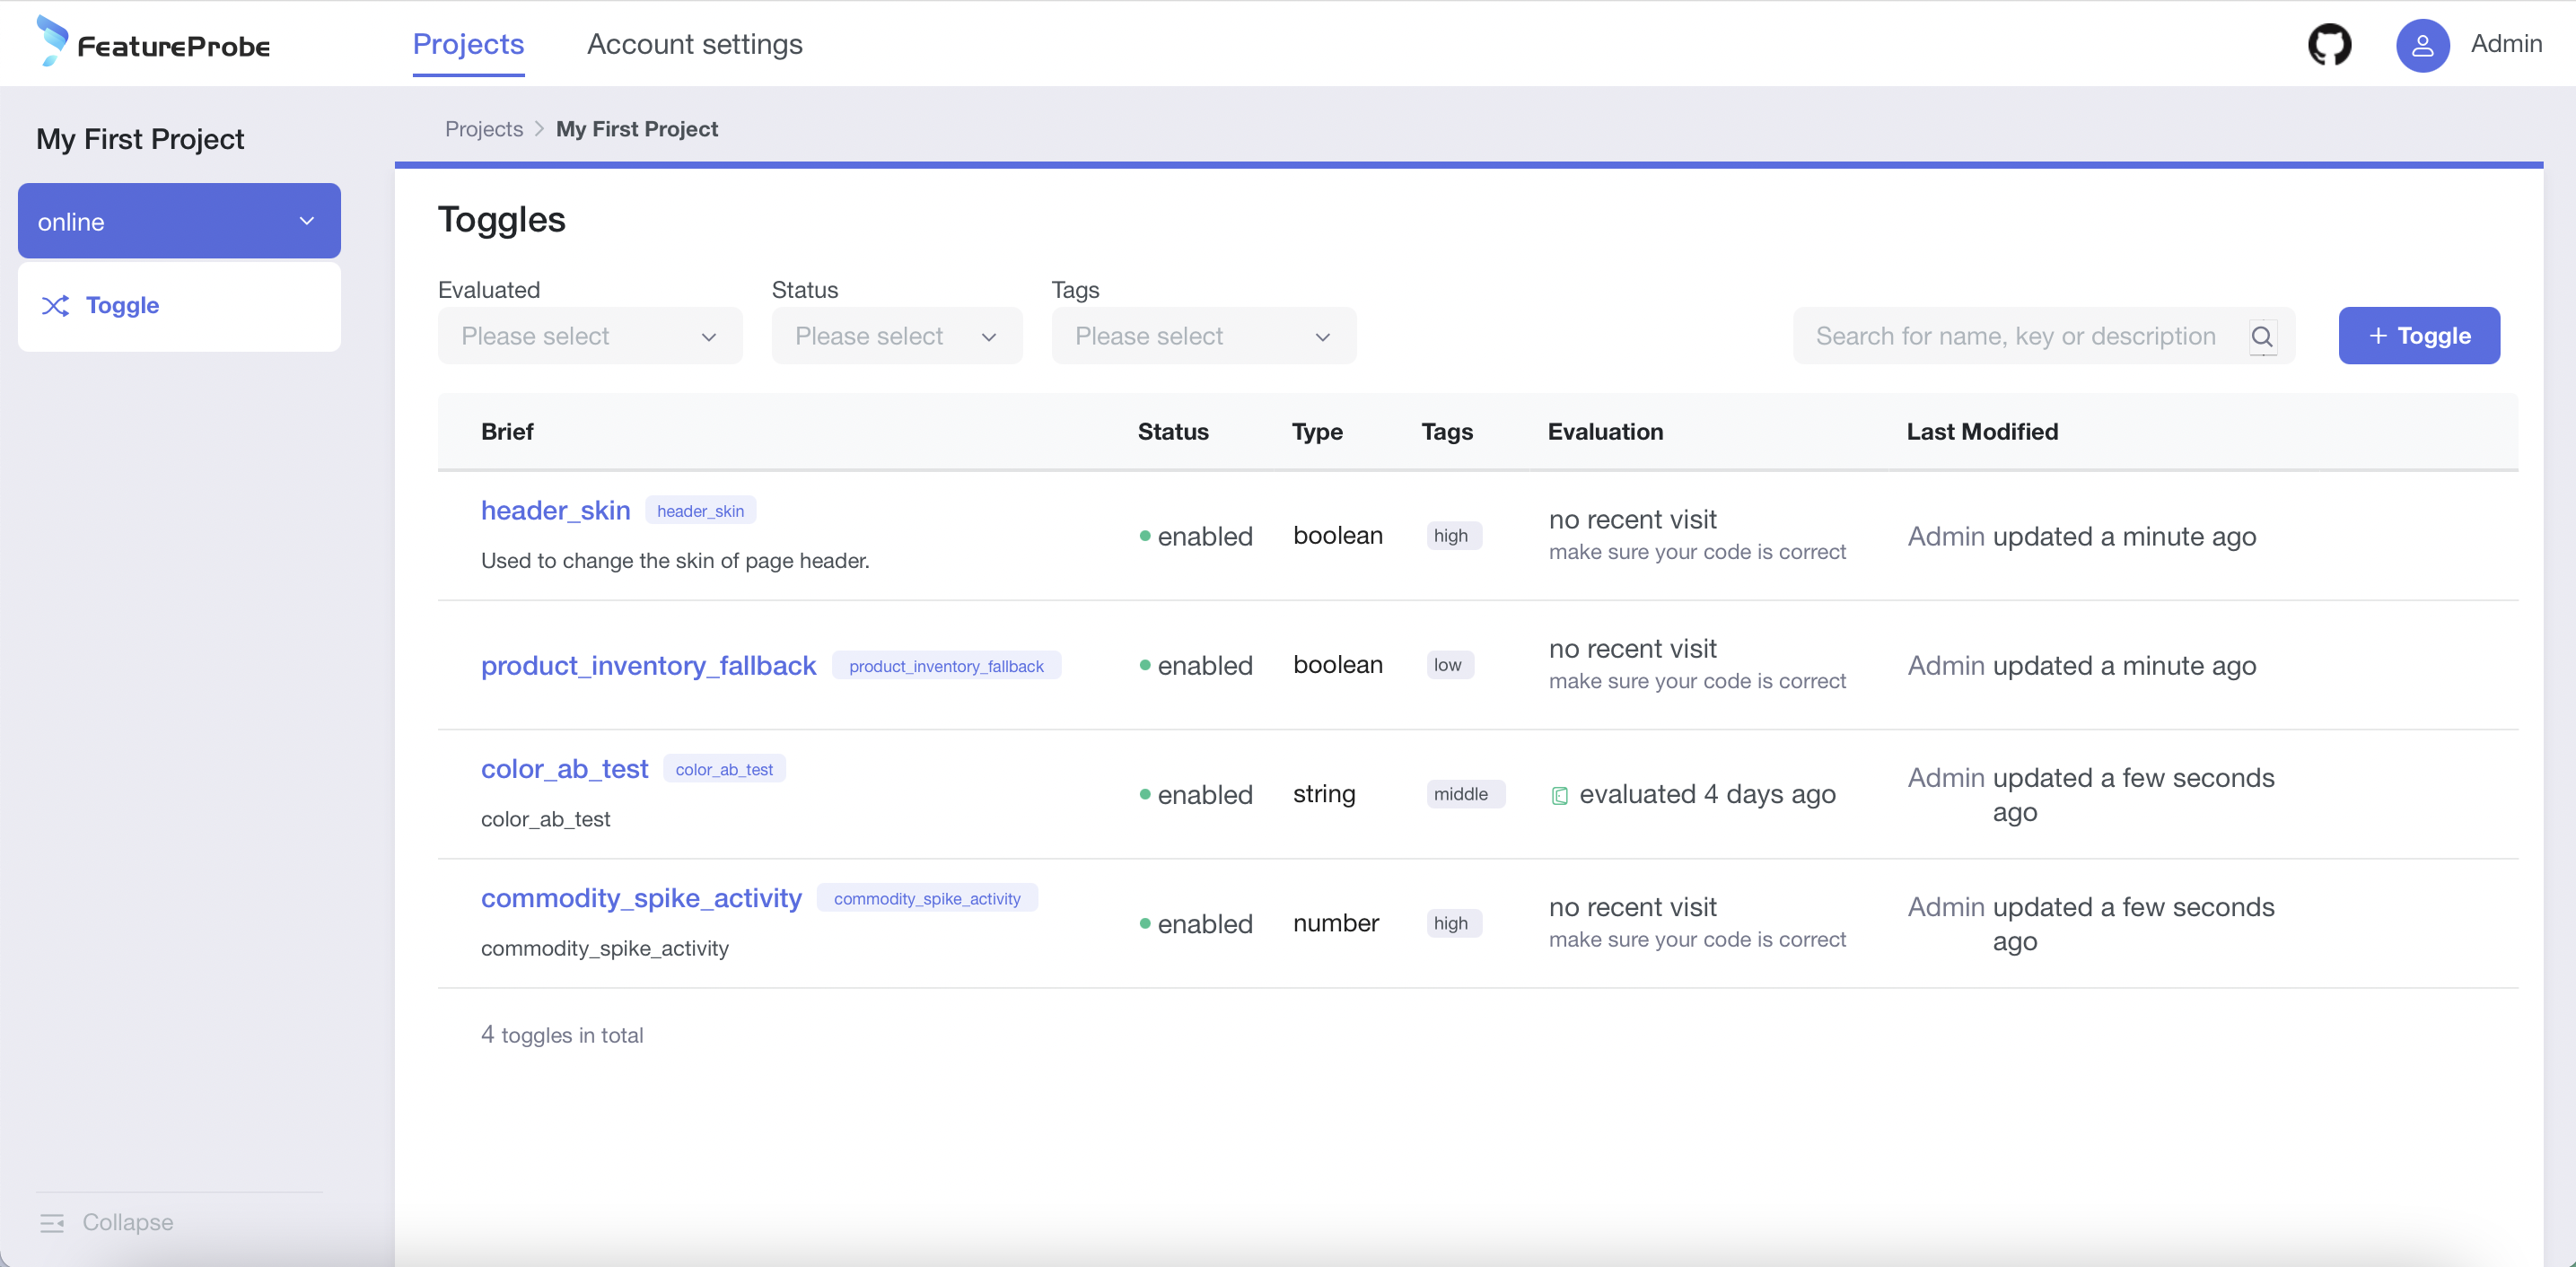 FeatureProbe
Projects
Account settings
Admin
My First Project
online
Toggle
Collapse
Projects > My First Project
Toggles
Evaluated
Status
Tags
Please select
Please select
Please select
Search for name, key or description
+ Toggle
Brief
Status
Type
Tags
Evaluation
Last Modified
header_skin
header_skin
Used to change the skin of page header.
enabled
boolean
high
no recent visit
make sure your code is correct
Admin updated a minute ago
product_inventory_fallback
product_inventory_fallback
enabled
boolean
low
no recent visit
make sure your code is correct
Admin updated a minute ago
color_ab_test
color_ab_test
color_ab_test
enabled
string
middle
evaluated 4 days ago
Admin updated a few seconds
ago
commodity_spike_activity
commodity_spike_activity
commodity_spike_activity
enabled
number
high
no recent visit
make sure your code is correct
Admin updated a few seconds
ago
4 toggles in total